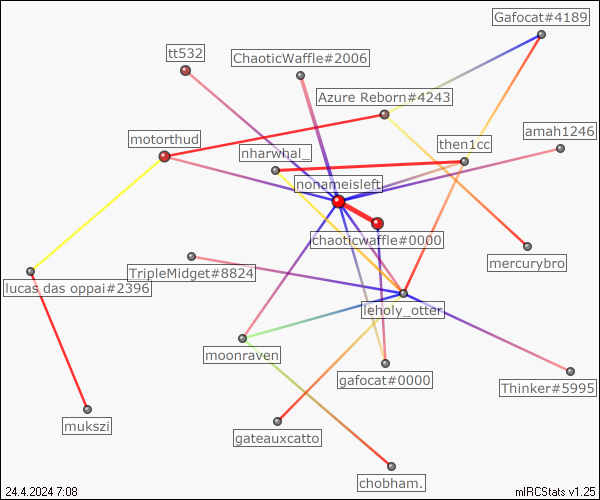 Gafocat#4189
tt532
ChaoticWaffle#2006
Azure Reborn#4243
amah1246
motorthud
then1cc
nharwhal_
nonameisleft
chaoticwaffle#0000
mercurybro
TripleMidget#8824
lucas das oppai#2396
leholy_otter
moonraven
gafocat#0000
Thinker#5995
mukszi
gateauxcatto
chobham.
24.4.2024 7:08
mIRCStats v1.25